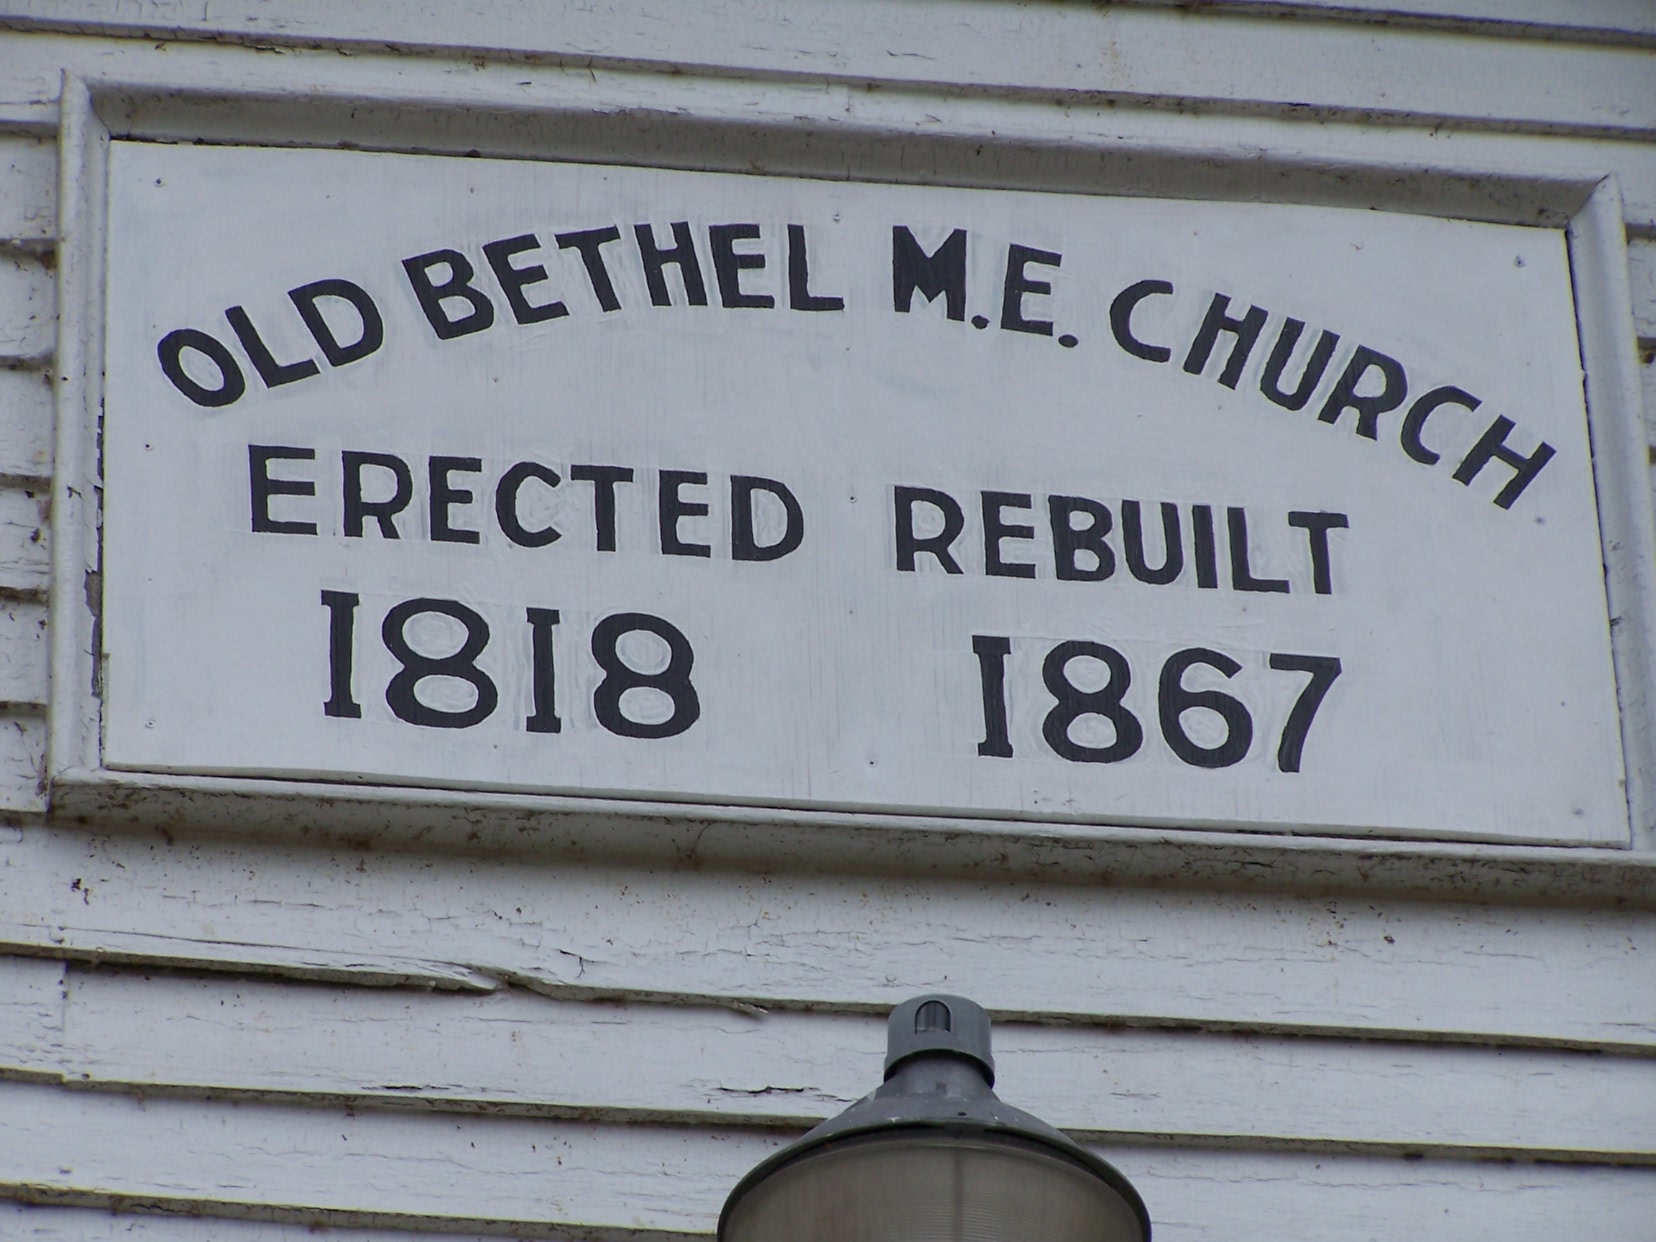 OLD BETHEL M.E. CHURCH
ERECTED REBUILT
1818 1867